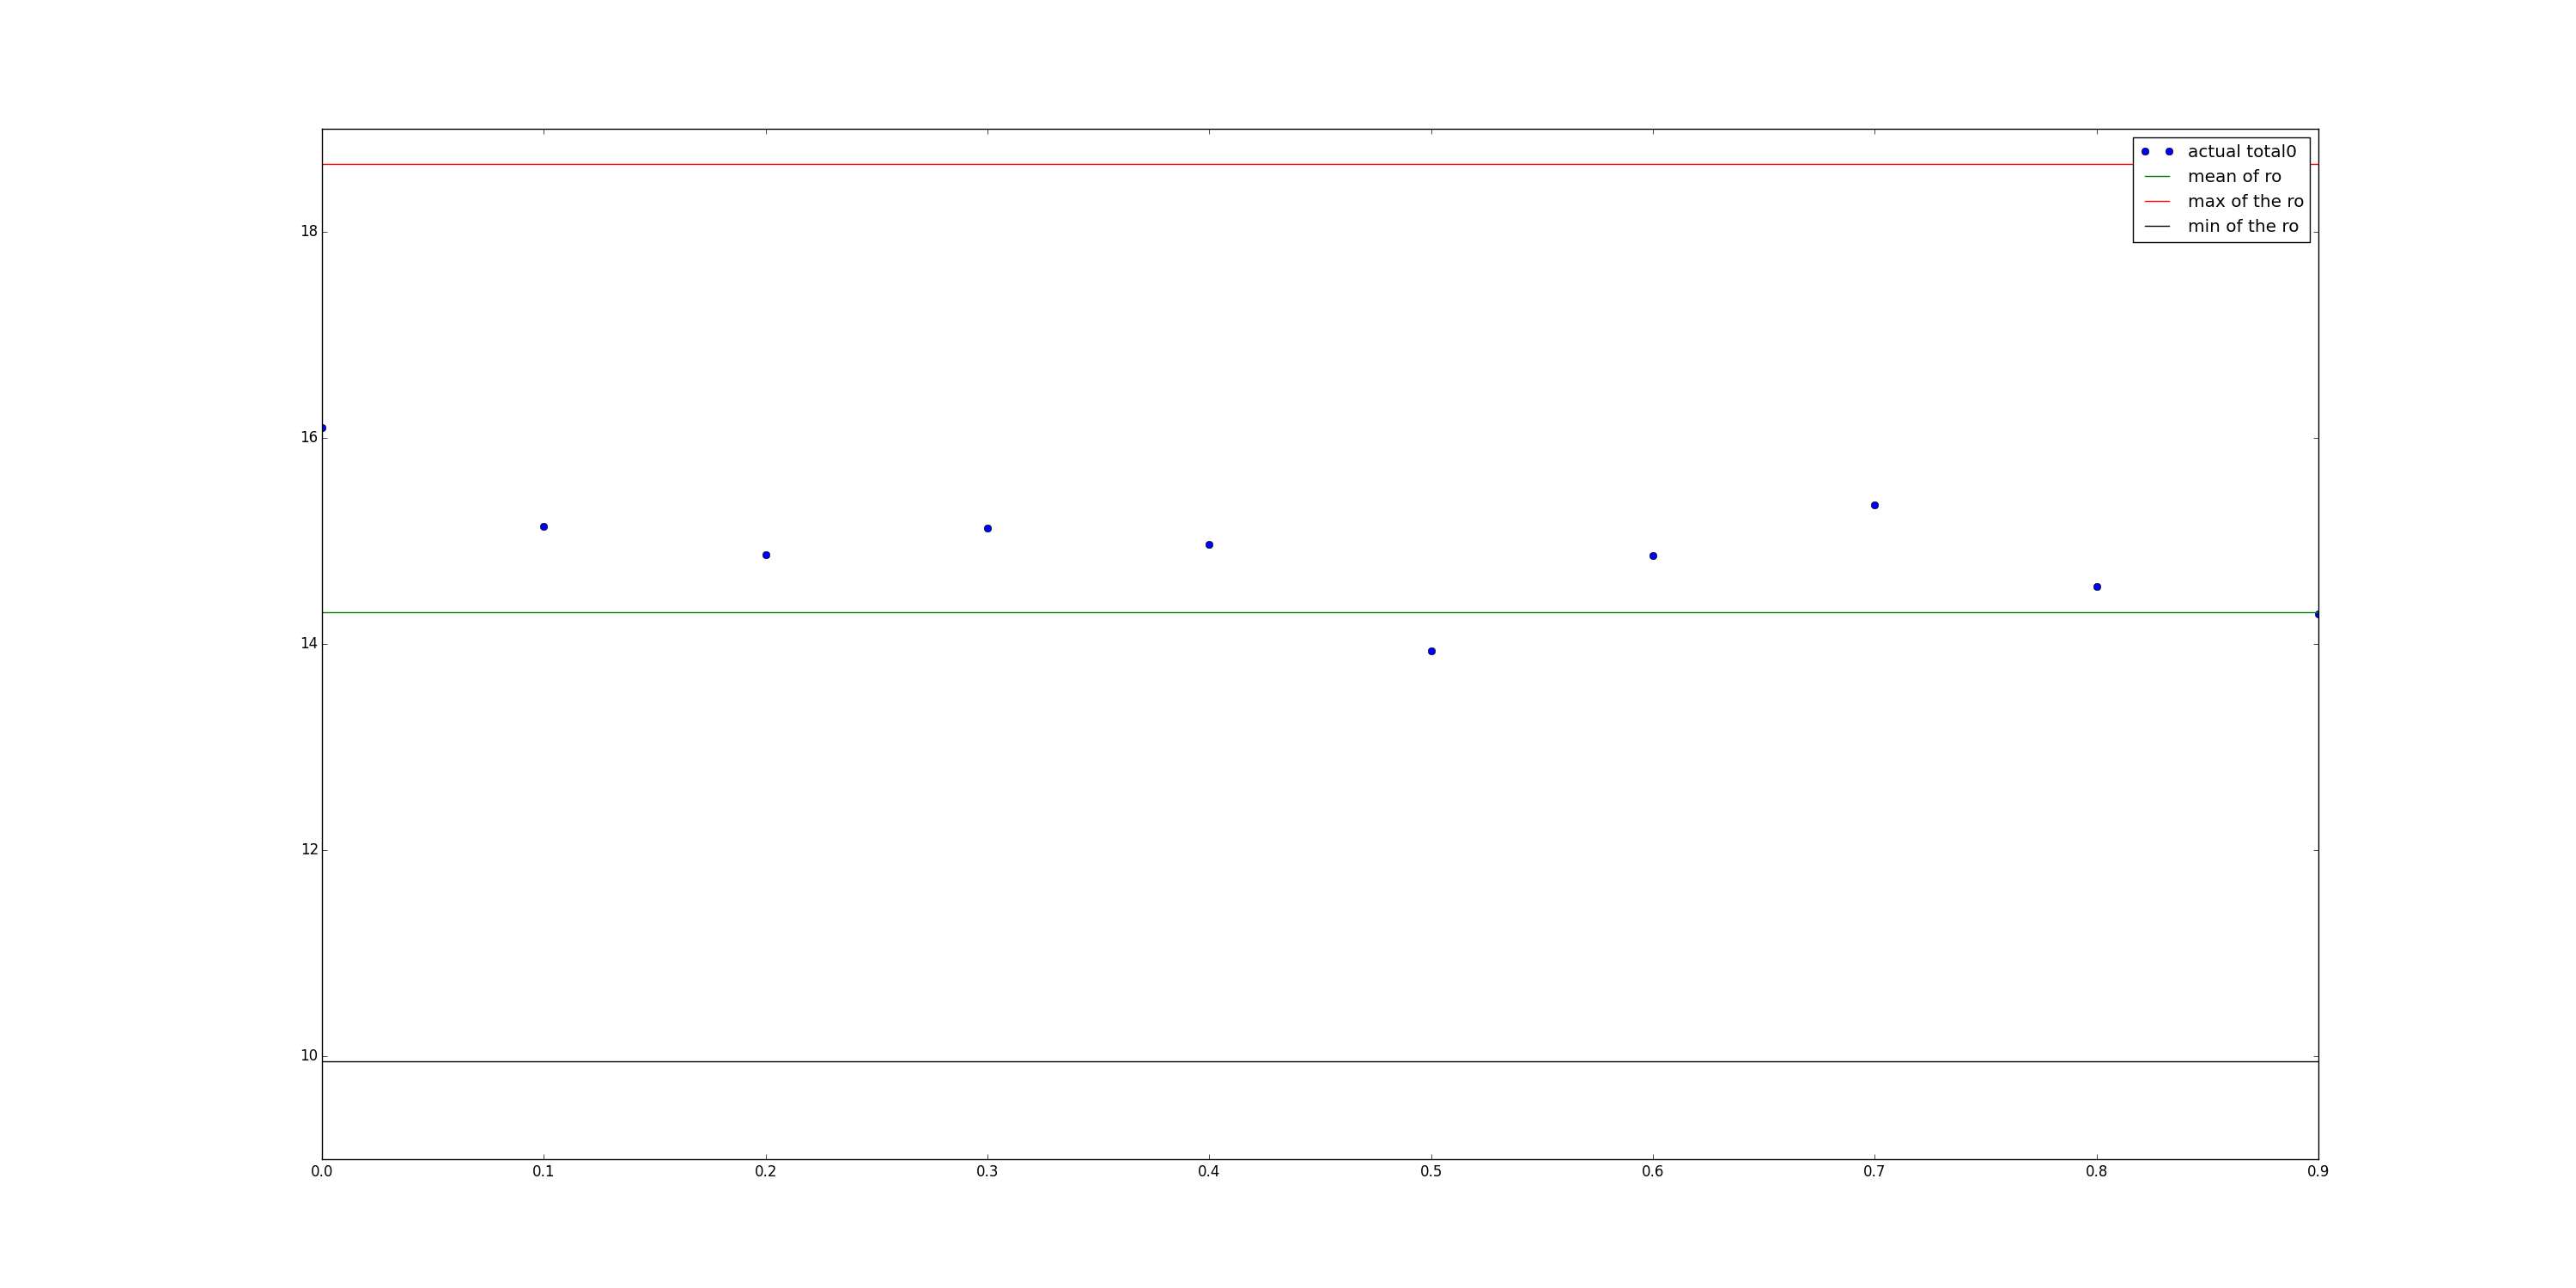 actual total0
mean of ro
max of the ro
min of the ro
18
16
14
12
10
0.0 0.1 0.2 0.3 0.4 0.5 0.6 0.7 0.8 0.9